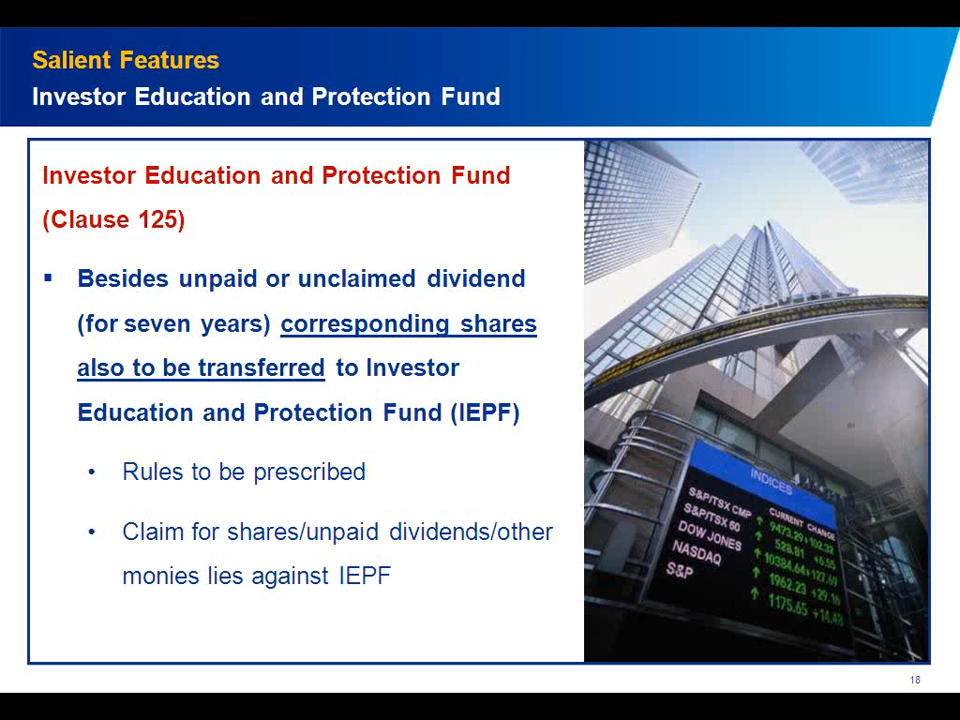 Salient Features
Investor Education and Protection Fund
Investor Education and Protection Fund
(Clause 125)
▪ Besides unpaid or unclaimed dividend
(for seven years) corresponding shares
also to be transferred to Investor
Education and Protection Fund (IEPF)
• Rules to be prescribed
• Claim for shares/unpaid dividends/other
monies lies against IEPF
INDICES
CURRENT CHANGE
S&P/TSX CMP 9473.29 +102.32
S&P/TSX 60 528.81 +6.55
DOW JONES 10384.64 +127.69
NASDAQ 1962.23 +29.16
S&P 1175.65 +14.48
18